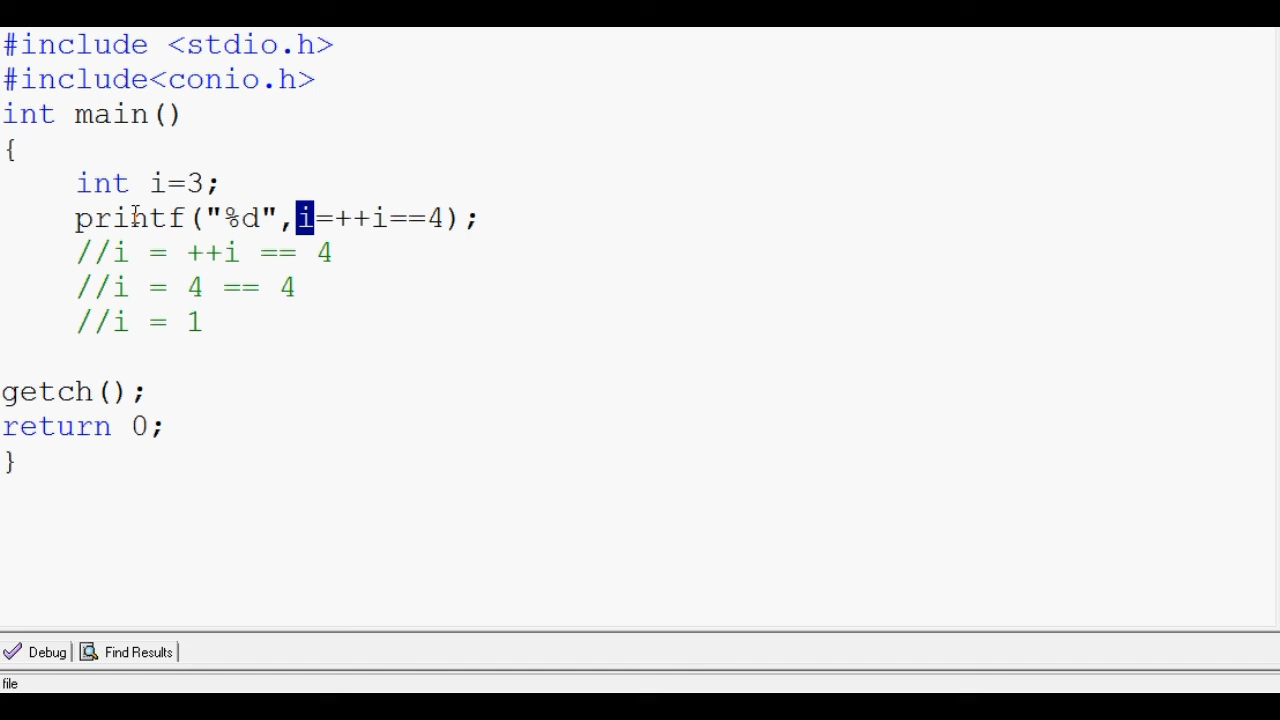 #include <stdio.h>
#include<conio.h>
int main()
{
int i=3;
printf("%d",i=++i==4);
//i = ++i == 4
//i = 4 == 4
//i = 1
getch();
return 0;
}
Debug Find Results
file